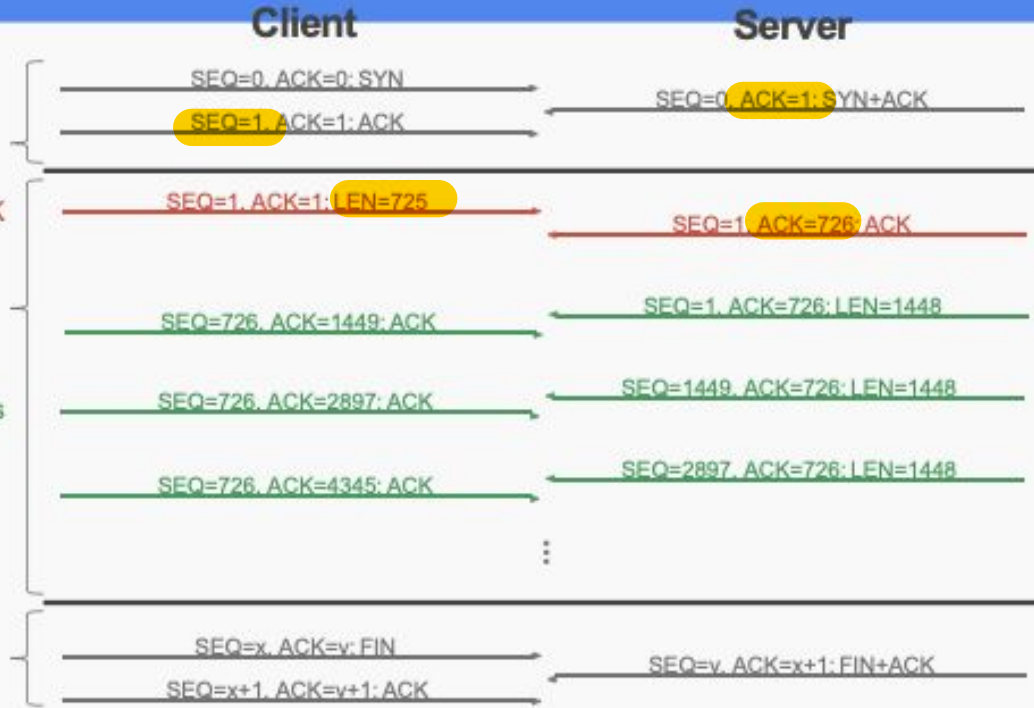 Client
Server
SEQ=0, ACK=0; SYN
SEQ=0, ACK=1; SYN+ACK
SEQ=1, ACK=1; ACK
SEQ=1, ACK=1; LEN=725
SEQ=1, ACK=726; ACK
SEQ=1, ACK=726; LEN=1448
SEQ=726, ACK=1449; ACK
SEQ=1449, ACK=726; LEN=1448
SEQ=726, ACK=2897; ACK
SEQ=2897, ACK=726; LEN=1448
SEQ=726, ACK=4345; ACK
SEQ=x, ACK=y; FIN
SEQ=y, ACK=x+1; FIN+ACK
SEQ=x+1, ACK=y+1; ACK